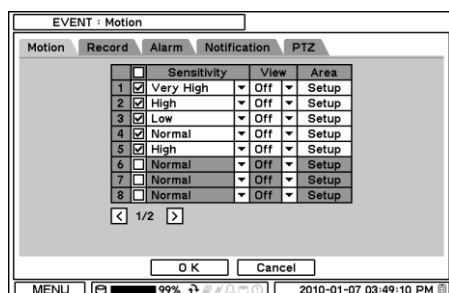 EVENT : Motion
Motion Record Alarm Notification PTZ
Sensitivity View Area
1 Very High Off Setup
2 High Off Setup
3 Low Off Setup
4 Normal Off Setup
5 High Off Setup
6 Normal Off Setup
7 Normal Off Setup
8 Normal Off Setup
< 1/2 >
OK Cancel
MENU 99% 2010-01-07 03:49:10 PM